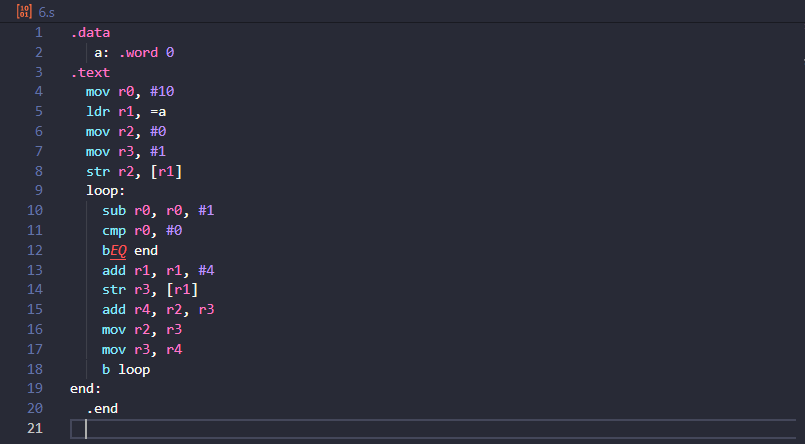 6.s
1 .data
2 a: .word 0
3 .text
4 mov r0, #10
5 ldr r1, =a
6 mov r2, #0
7 mov r3, #1
8 str r2, [r1]
9 loop:
10 sub r0, r0, #1
11 cmp r0, #0
12 bEQ end
13 add r1, r1, #4
14 str r3, [r1]
15 add r4, r2, r3
16 mov r2, r3
17 mov r3, r4
18 b loop
19 end:
20 .end
21